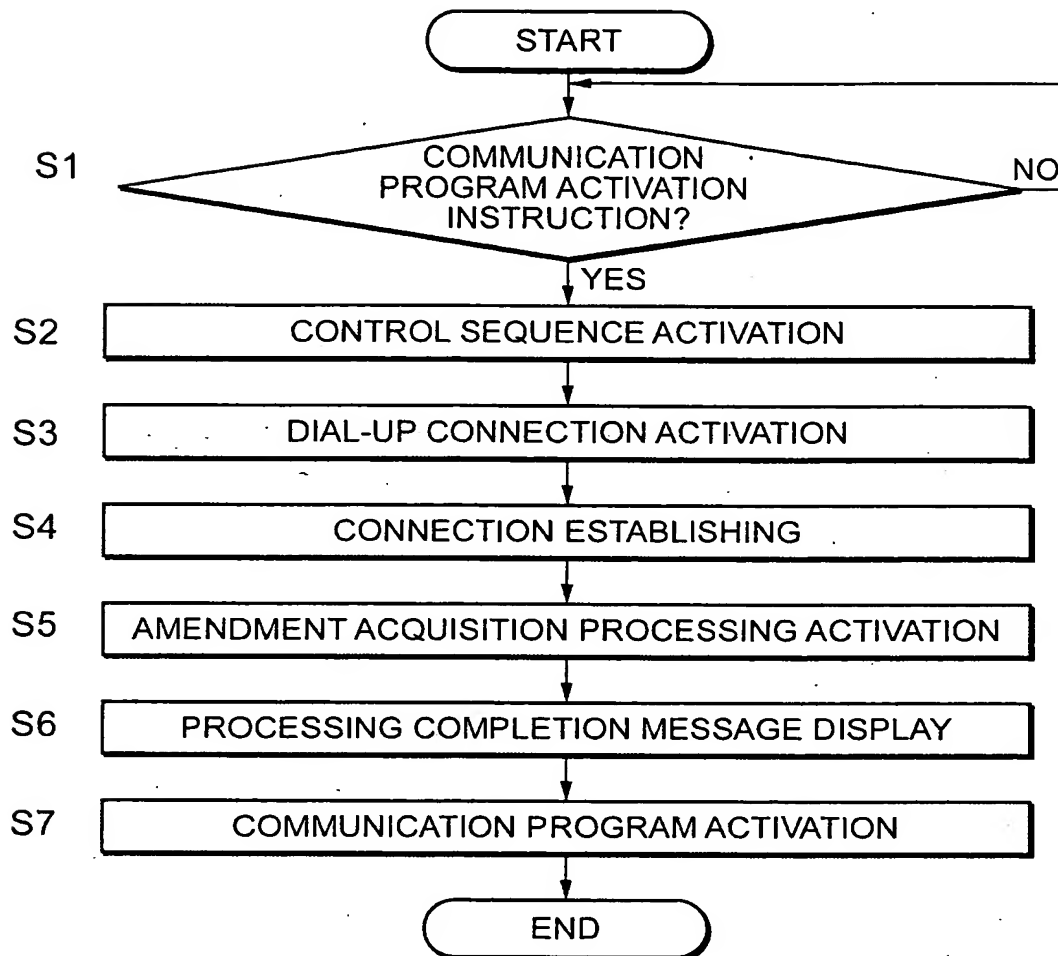 START
S1
COMMUNICATION
PROGRAM ACTIVATION
INSTRUCTION?
NO
YES
S2
CONTROL SEQUENCE ACTIVATION
S3
DIAL-UP CONNECTION ACTIVATION
S4
CONNECTION ESTABLISHING
S5
AMENDMENT ACQUISITION PROCESSING ACTIVATION
S6
PROCESSING COMPLETION MESSAGE DISPLAY
S7
COMMUNICATION PROGRAM ACTIVATION
END